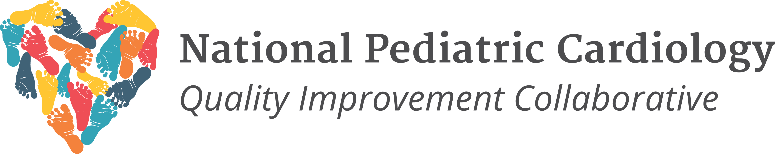 National Pediatric Cardiology
Quality Improvement Collaborative